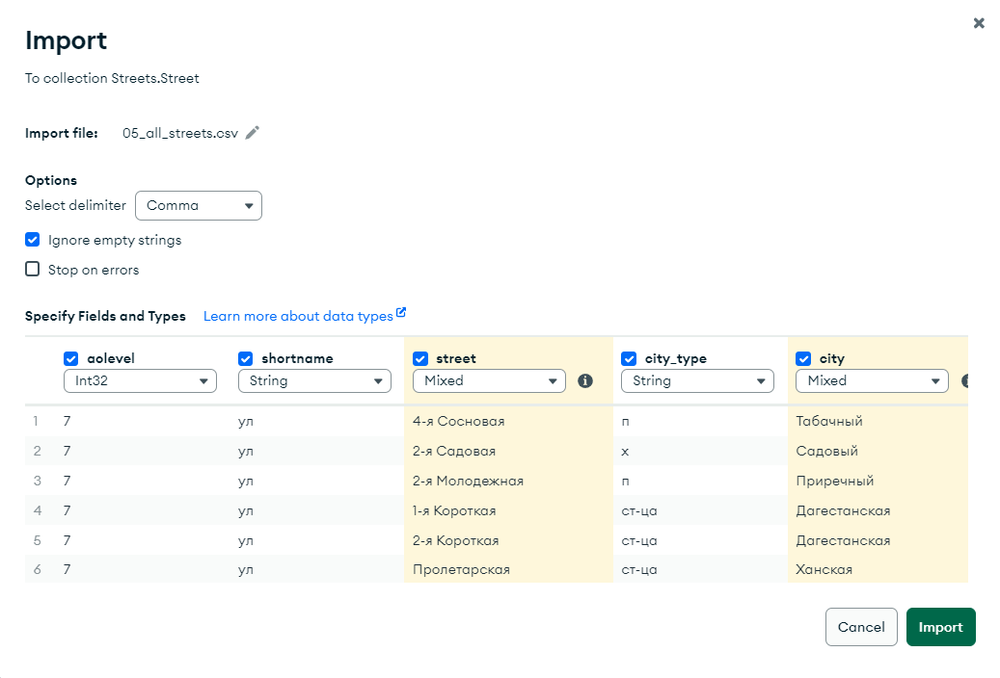 Import
To collection Streets.Street
Import file: 05_all_streets.csv
Options
Select delimiter Comma
Ignore empty strings
Stop on errors
Specify Fields and Types Learn more about data types
aolevel shortname street city_type city
Int32 String Mixed String Mixed
1 7 ул 4-я Сосновая п Табачный
2 7 ул 2-я Садовая х Садовый
3 7 ул 2-я Молодежная п Приречный
4 7 ул 1-я Короткая ст-ца Дагестанская
5 7 ул 2-я Короткая ст-ца Дагестанская
6 7 ул Пролетарская ст-ца Ханская
Cancel Import